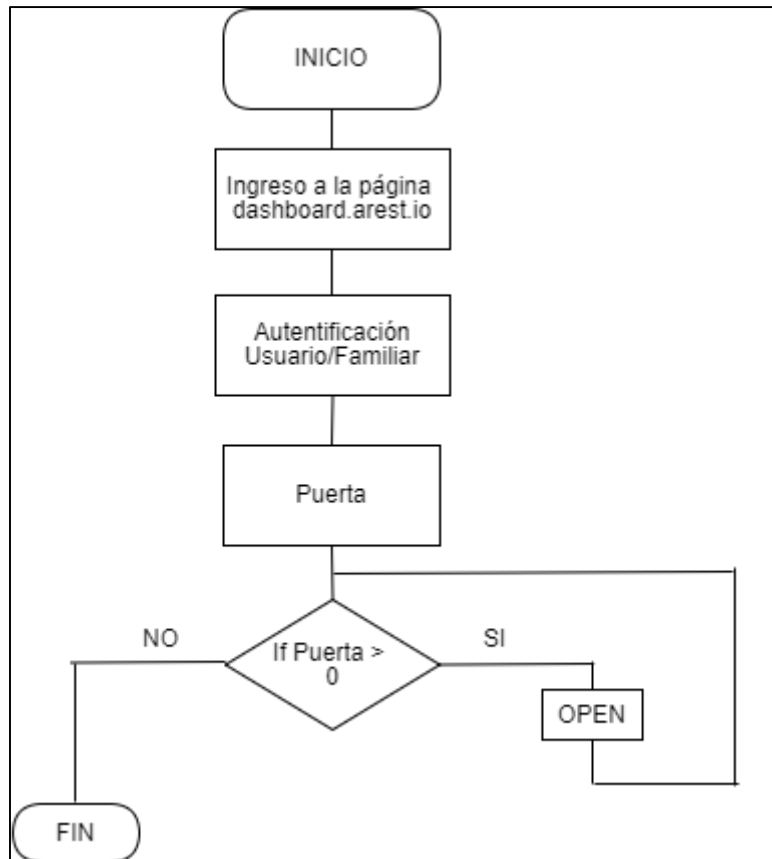 INICIO
Ingreso a la página
dashboard.arest.io
Autentificación
Usuario/Familiar
Puerta
NO
If Puerta >
0
SI
OPEN
FIN